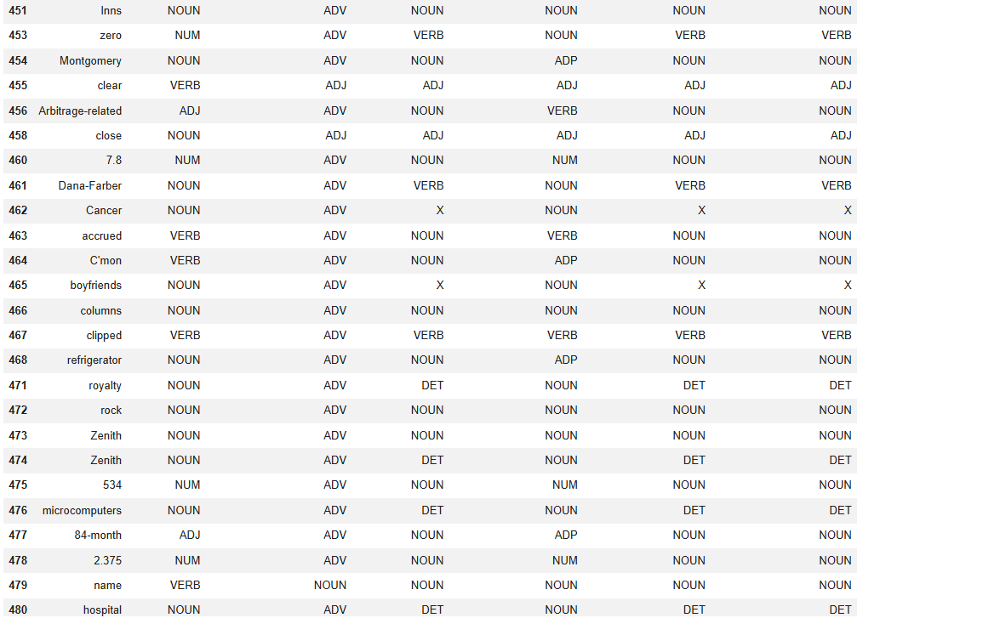 451 Inns NOUN ADV NOUN NOUN NOUN NOUN
453 zero NUM ADV VERB NOUN VERB VERB
454 Montgomery NOUN ADV NOUN ADP NOUN NOUN
455 clear VERB ADJ ADJ ADJ ADJ ADJ
456 Arbitrage-related ADJ ADV NOUN VERB NOUN NOUN
458 close NOUN ADJ ADJ ADJ ADJ ADJ
460 7.8 NUM ADV NOUN NUM NOUN NOUN
461 Dana-Farber NOUN ADV VERB NOUN VERB VERB
462 Cancer NOUN ADV X NOUN X X
463 accrued VERB ADV NOUN VERB NOUN NOUN
464 C'mon VERB ADV NOUN ADP NOUN NOUN
465 boyfriends NOUN ADV X NOUN X X
466 columns NOUN ADV NOUN NOUN NOUN NOUN
467 clipped VERB ADV VERB VERB VERB VERB
468 refrigerator NOUN ADV NOUN ADP NOUN NOUN
471 royalty NOUN ADV DET NOUN DET DET
472 rock NOUN ADV NOUN NOUN NOUN NOUN
473 Zenith NOUN ADV NOUN NOUN NOUN NOUN
474 Zenith NOUN ADV DET NOUN DET DET
475 534 NUM ADV NOUN NUM NOUN NOUN
476 microcomputers NOUN ADV DET NOUN DET DET
477 84-month ADJ ADV NOUN ADP NOUN NOUN
478 2.375 NUM ADV NOUN NUM NOUN NOUN
479 name VERB NOUN NOUN NOUN NOUN NOUN
480 hospital NOUN ADV DET NOUN DET DET